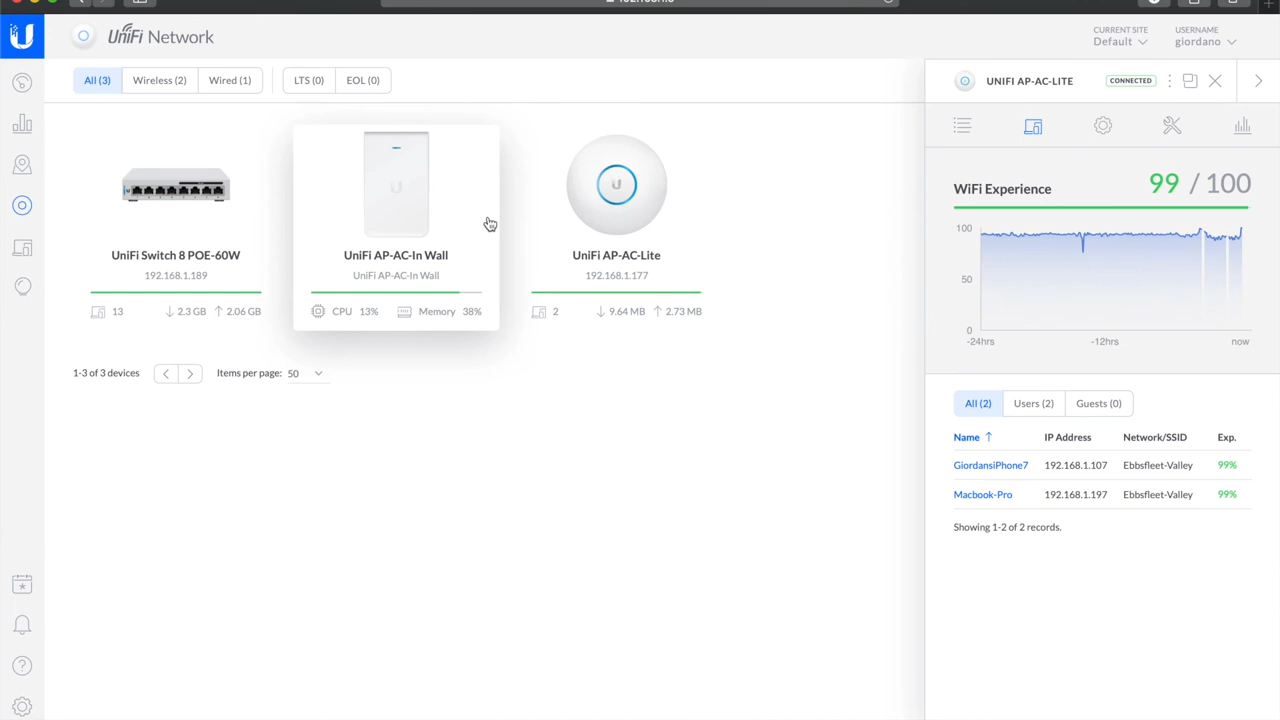 UniFi Network
CURRENT SITE
Default
USERNAME
giordano
All (3)
Wireless (2)
Wired (1)
LTS (0)
EOL (0)
UNIFI AP-AC-LITE
CONNECTED
WiFi Experience
99 / 100
100
50
0
-24hrs
-12hrs
now
UniFi Switch 8 POE-60W
192.168.1.189
13
2.3 GB
2.06 GB
UniFi AP-AC-In Wall
UniFi AP-AC-In Wall
CPU 13%
Memory 38%
UniFi AP-AC-Lite
192.168.1.177
2
9.64 MB
2.73 MB
1-3 of 3 devices
Items per page: 50
All (2)
Users (2)
Guests (0)
Name IP Address Network/SSID Exp.
GiordansiPhone7 192.168.1.107 Ebbsfleet-Valley 99%
Macbook-Pro 192.168.1.197 Ebbsfleet-Valley 99%
Showing 1-2 of 2 records.